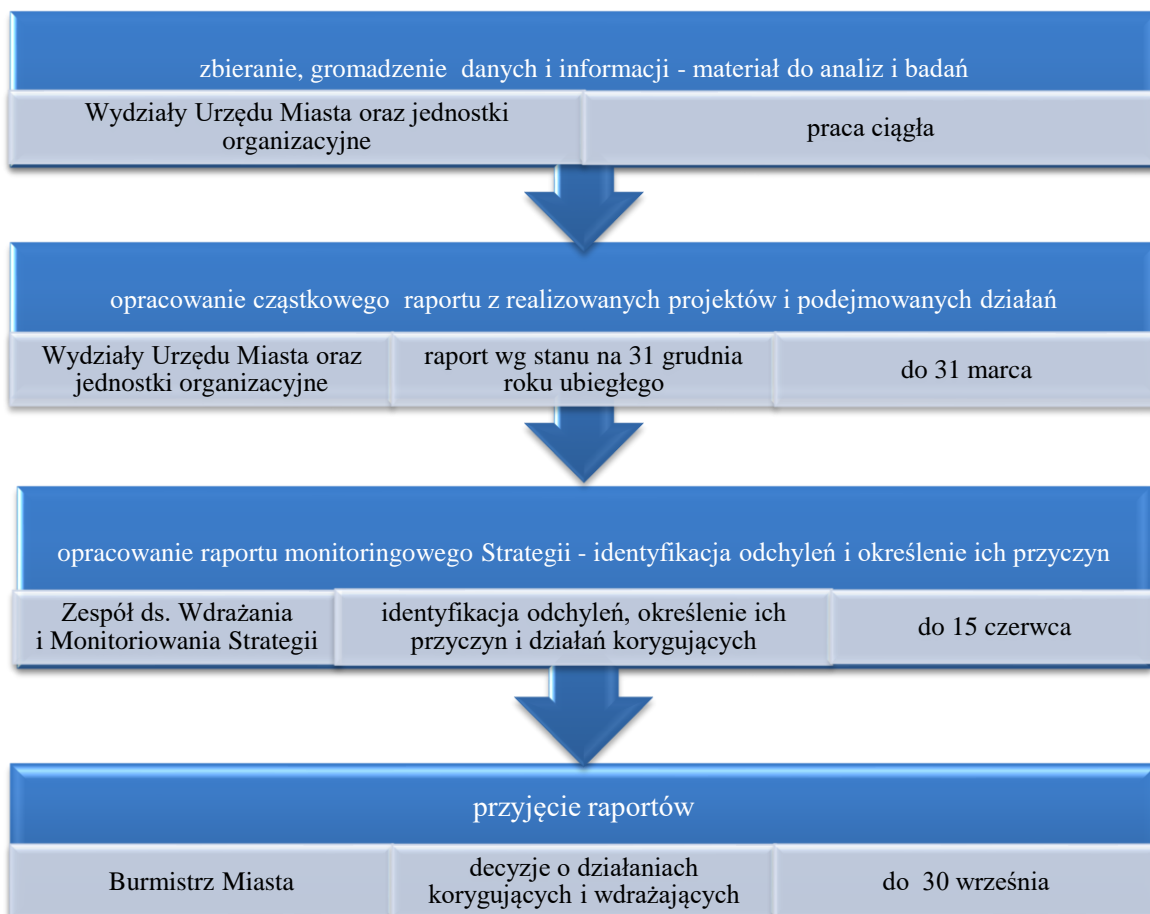 zbieranie, gromadzenie danych i informacji - materiał do analiz i badań
Wydziały Urzędu Miasta oraz jednostki
organizacyjne
praca ciągła
opracowanie cząstkowego raportu z realizowanych projektów i podejmowanych działań
Wydziały Urzędu Miasta oraz
jednostki organizacyjne
raport wg stanu na 31 grudnia
roku ubiegłego
do 31 marca
opracowanie raportu monitoringowego Strategii - identyfikacja odchyleń i określenie ich przyczyn
Zespół ds. Wdrażania
i Monitoriowania Strategii
identyfikacja odchyleń, określenie ich
przyczyn i działań korygujących
do 15 czerwca
przyjęcie raportów
Burmistrz Miasta
decyzje o działaniach
korygujących i wdrażających
do 30 września